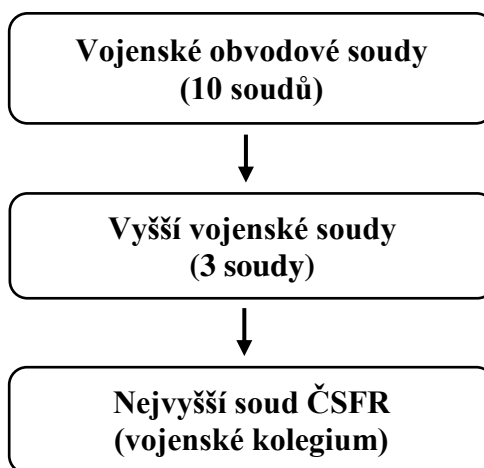 Vojenské obvodové soudy
(10 soudů)
Vyšší vojenské soudy
(3 soudy)
Nejvyšší soud ČSFR
(vojenské kolegium)